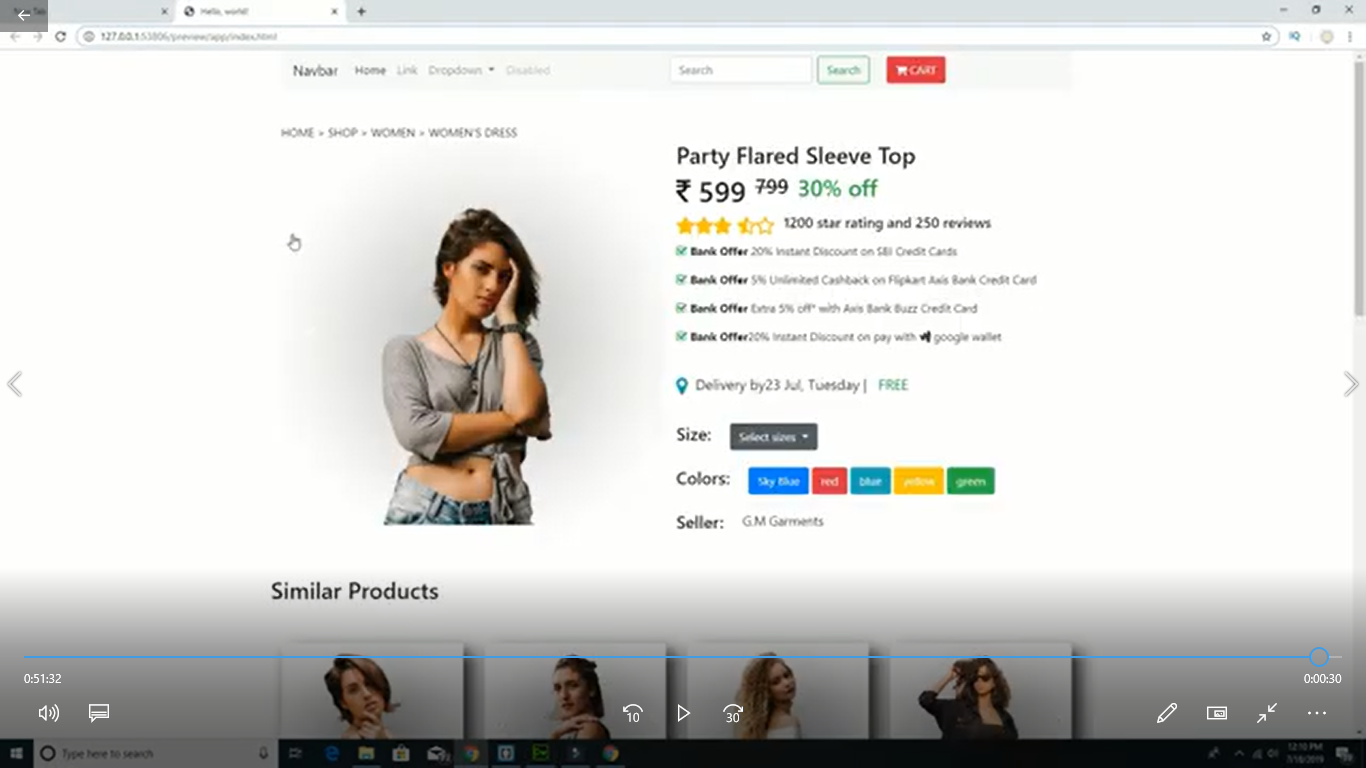 Hello, world!
127.0.0.1:53806/preview/app/index.html
Navbar Home Link Dropdown Disabled Search Search CART
HOME > SHOP > WOMEN > WOMEN'S DRESS
Party Flared Sleeve Top
₹ 599 799 30% off
1200 star rating and 250 reviews
Bank Offer 20% Instant Discount on SBI Credit Cards
Bank Offer 5% Unlimited Cashback on Flipkart Axis Bank Credit Card
Bank Offer Extra 5% off* with Axis Bank Buzz Credit Card
Bank Offer20% Instant Discount on pay with google wallet
Delivery by23 Jul, Tuesday | FREE
Size: Select sizes
Colors: Sky Blue red blue yellow green
Seller: G.M Garments
Similar Products
0:51:32 0:00:30
10 30
Type here to search
12:10 PM